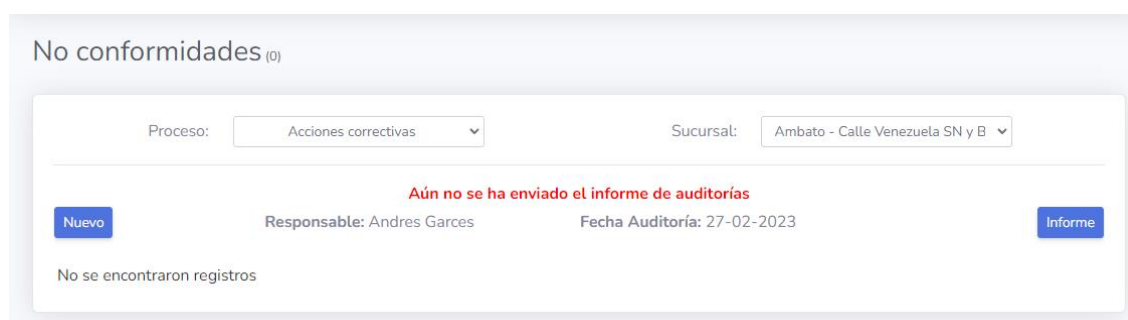 No conformidades (0)
Proceso: Acciones correctivas Sucursal: Ambato - Calle Venezuela SN y B
Aún no se ha enviado el informe de auditorías
Nuevo Responsable: Andres Garces Fecha Auditoría: 27-02-2023 Informe
No se encontraron registros